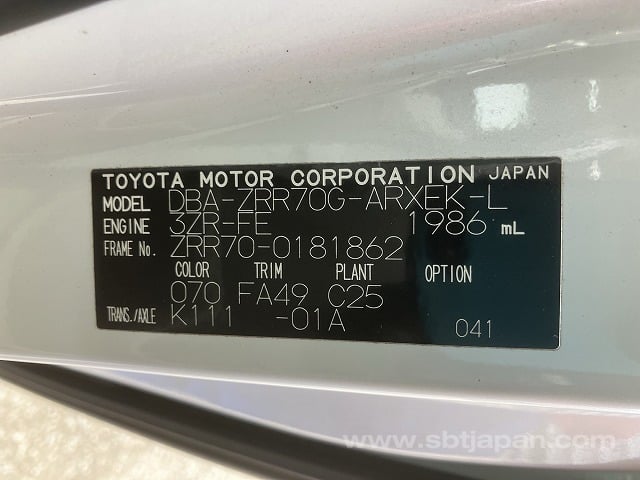 TOYOTA MOTOR CORPORATION JAPAN
MODEL DBA-ZRR70G-ARXEK-L
ENGINE 3ZR-FE 1986 mL
FRAME No. ZRR70-0181862
COLOR TRIM PLANT OPTION
070 FA49 C25
TRANS./AXLE K111 -01A 041
www.sbtjapan.com